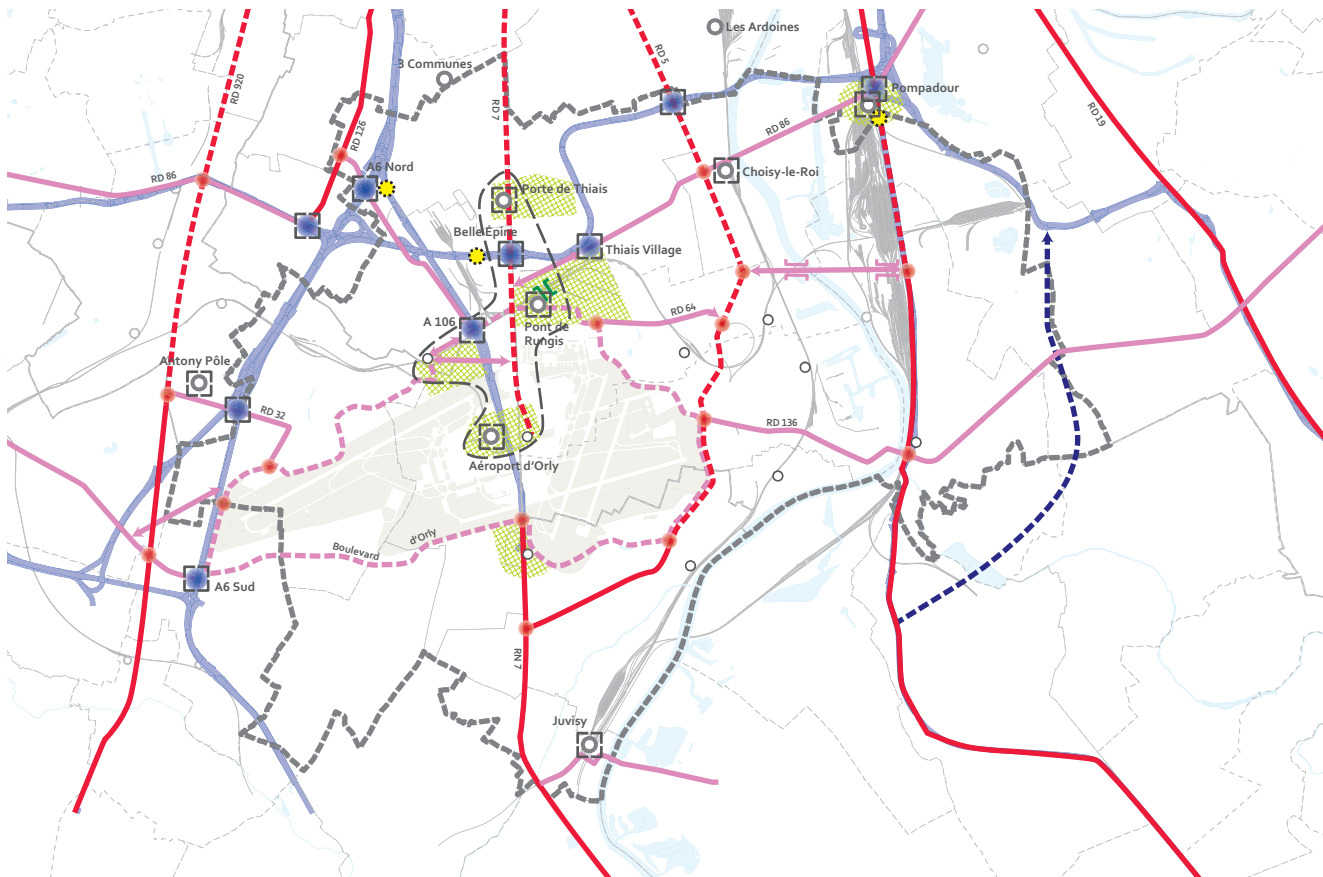 Les Ardoines
3 Communes
RD 920
RD 5
RD 7
Pompadour
RD 19
RD 126
RD 86
A6 Nord
RD 86
Choisy-le-Roi
Porte de Thiais
Belle Épine
Thiais Village
A 106
RD 64
Pont de
Rungis
Antony Pôle
RD 32
RD 136
Aéroport d'Orly
Boulevard
d'Orly
A6 Sud
RN 7
Juvisy